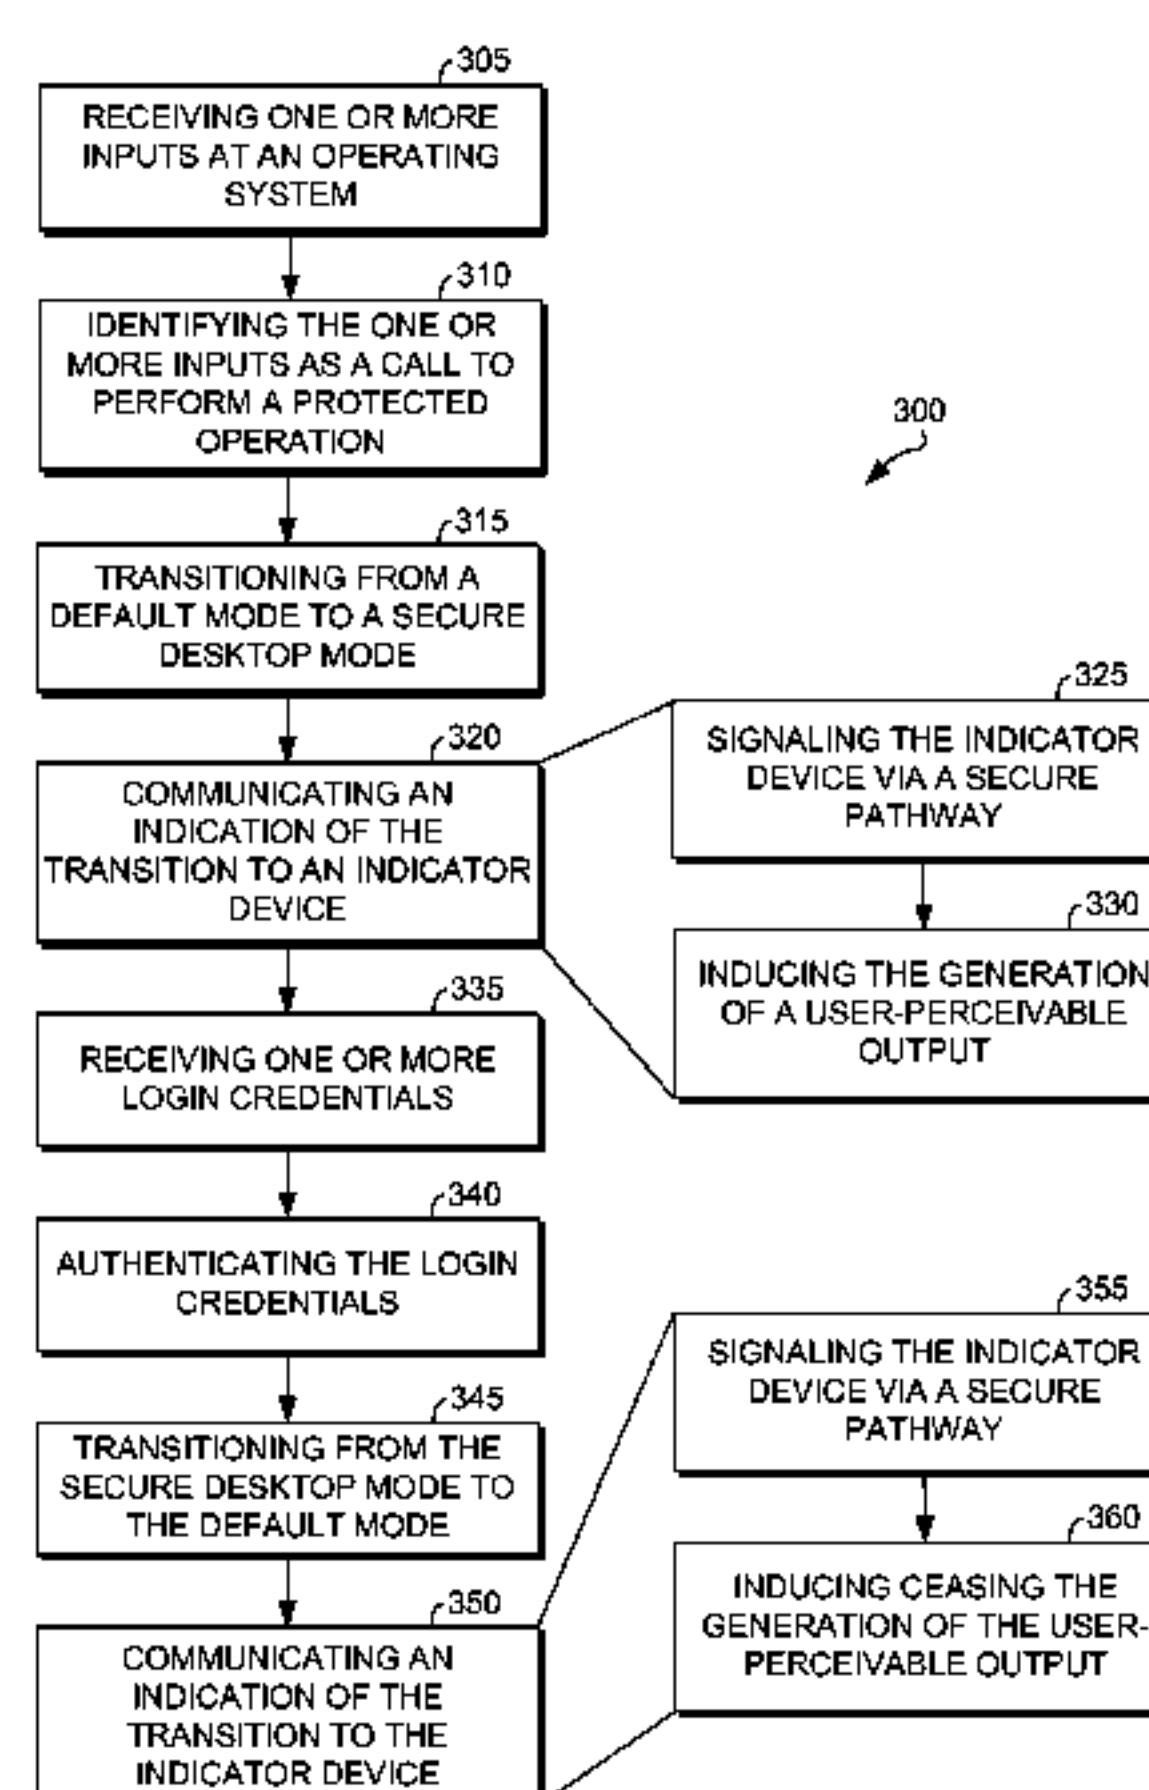 305
RECEIVING ONE OR MORE
INPUTS AT AN OPERATING
SYSTEM
310
IDENTIFYING THE ONE OR
MORE INPUTS AS A CALL TO
PERFORM A PROTECTED
OPERATION
300
315
TRANSITIONING FROM A
DEFAULT MODE TO A SECURE
DESKTOP MODE
320
COMMUNICATING AN
INDICATION OF THE
TRANSITION TO AN INDICATOR
DEVICE
325
SIGNALING THE INDICATOR
DEVICE VIA A SECURE
PATHWAY
330
INDUCING THE GENERATION
OF A USER-PERCEIVABLE
OUTPUT
335
RECEIVING ONE OR MORE
LOGIN CREDENTIALS
340
AUTHENTICATING THE LOGIN
CREDENTIALS
345
TRANSITIONING FROM THE
SECURE DESKTOP MODE TO
THE DEFAULT MODE
350
COMMUNICATING AN
INDICATION OF THE
TRANSITION TO THE
INDICATOR DEVICE
355
SIGNALING THE INDICATOR
DEVICE VIA A SECURE
PATHWAY
360
INDUCING CEASING THE
GENERATION OF THE USER-
PERCEIVABLE OUTPUT